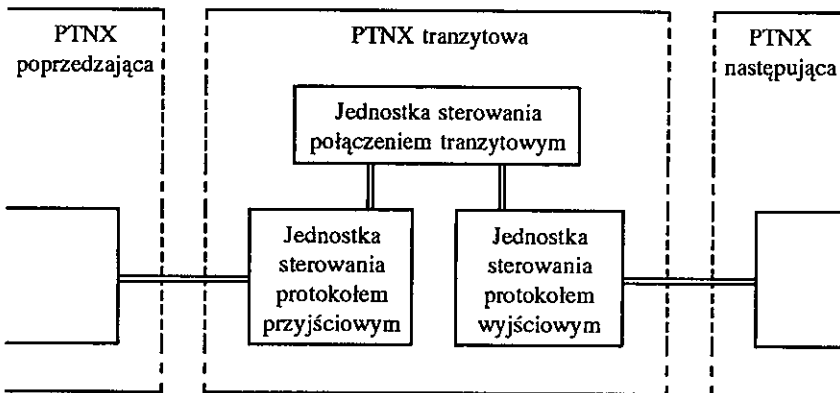 PTNX
poprzedzająca
PTNX tranzytowa
PTNX
następująca
Jednostka sterowania
połączeniem tranzytowym
Jednostka
sterowania
protokołem
przyjściowym
Jednostka
sterowania
protokołem
wyjściowym